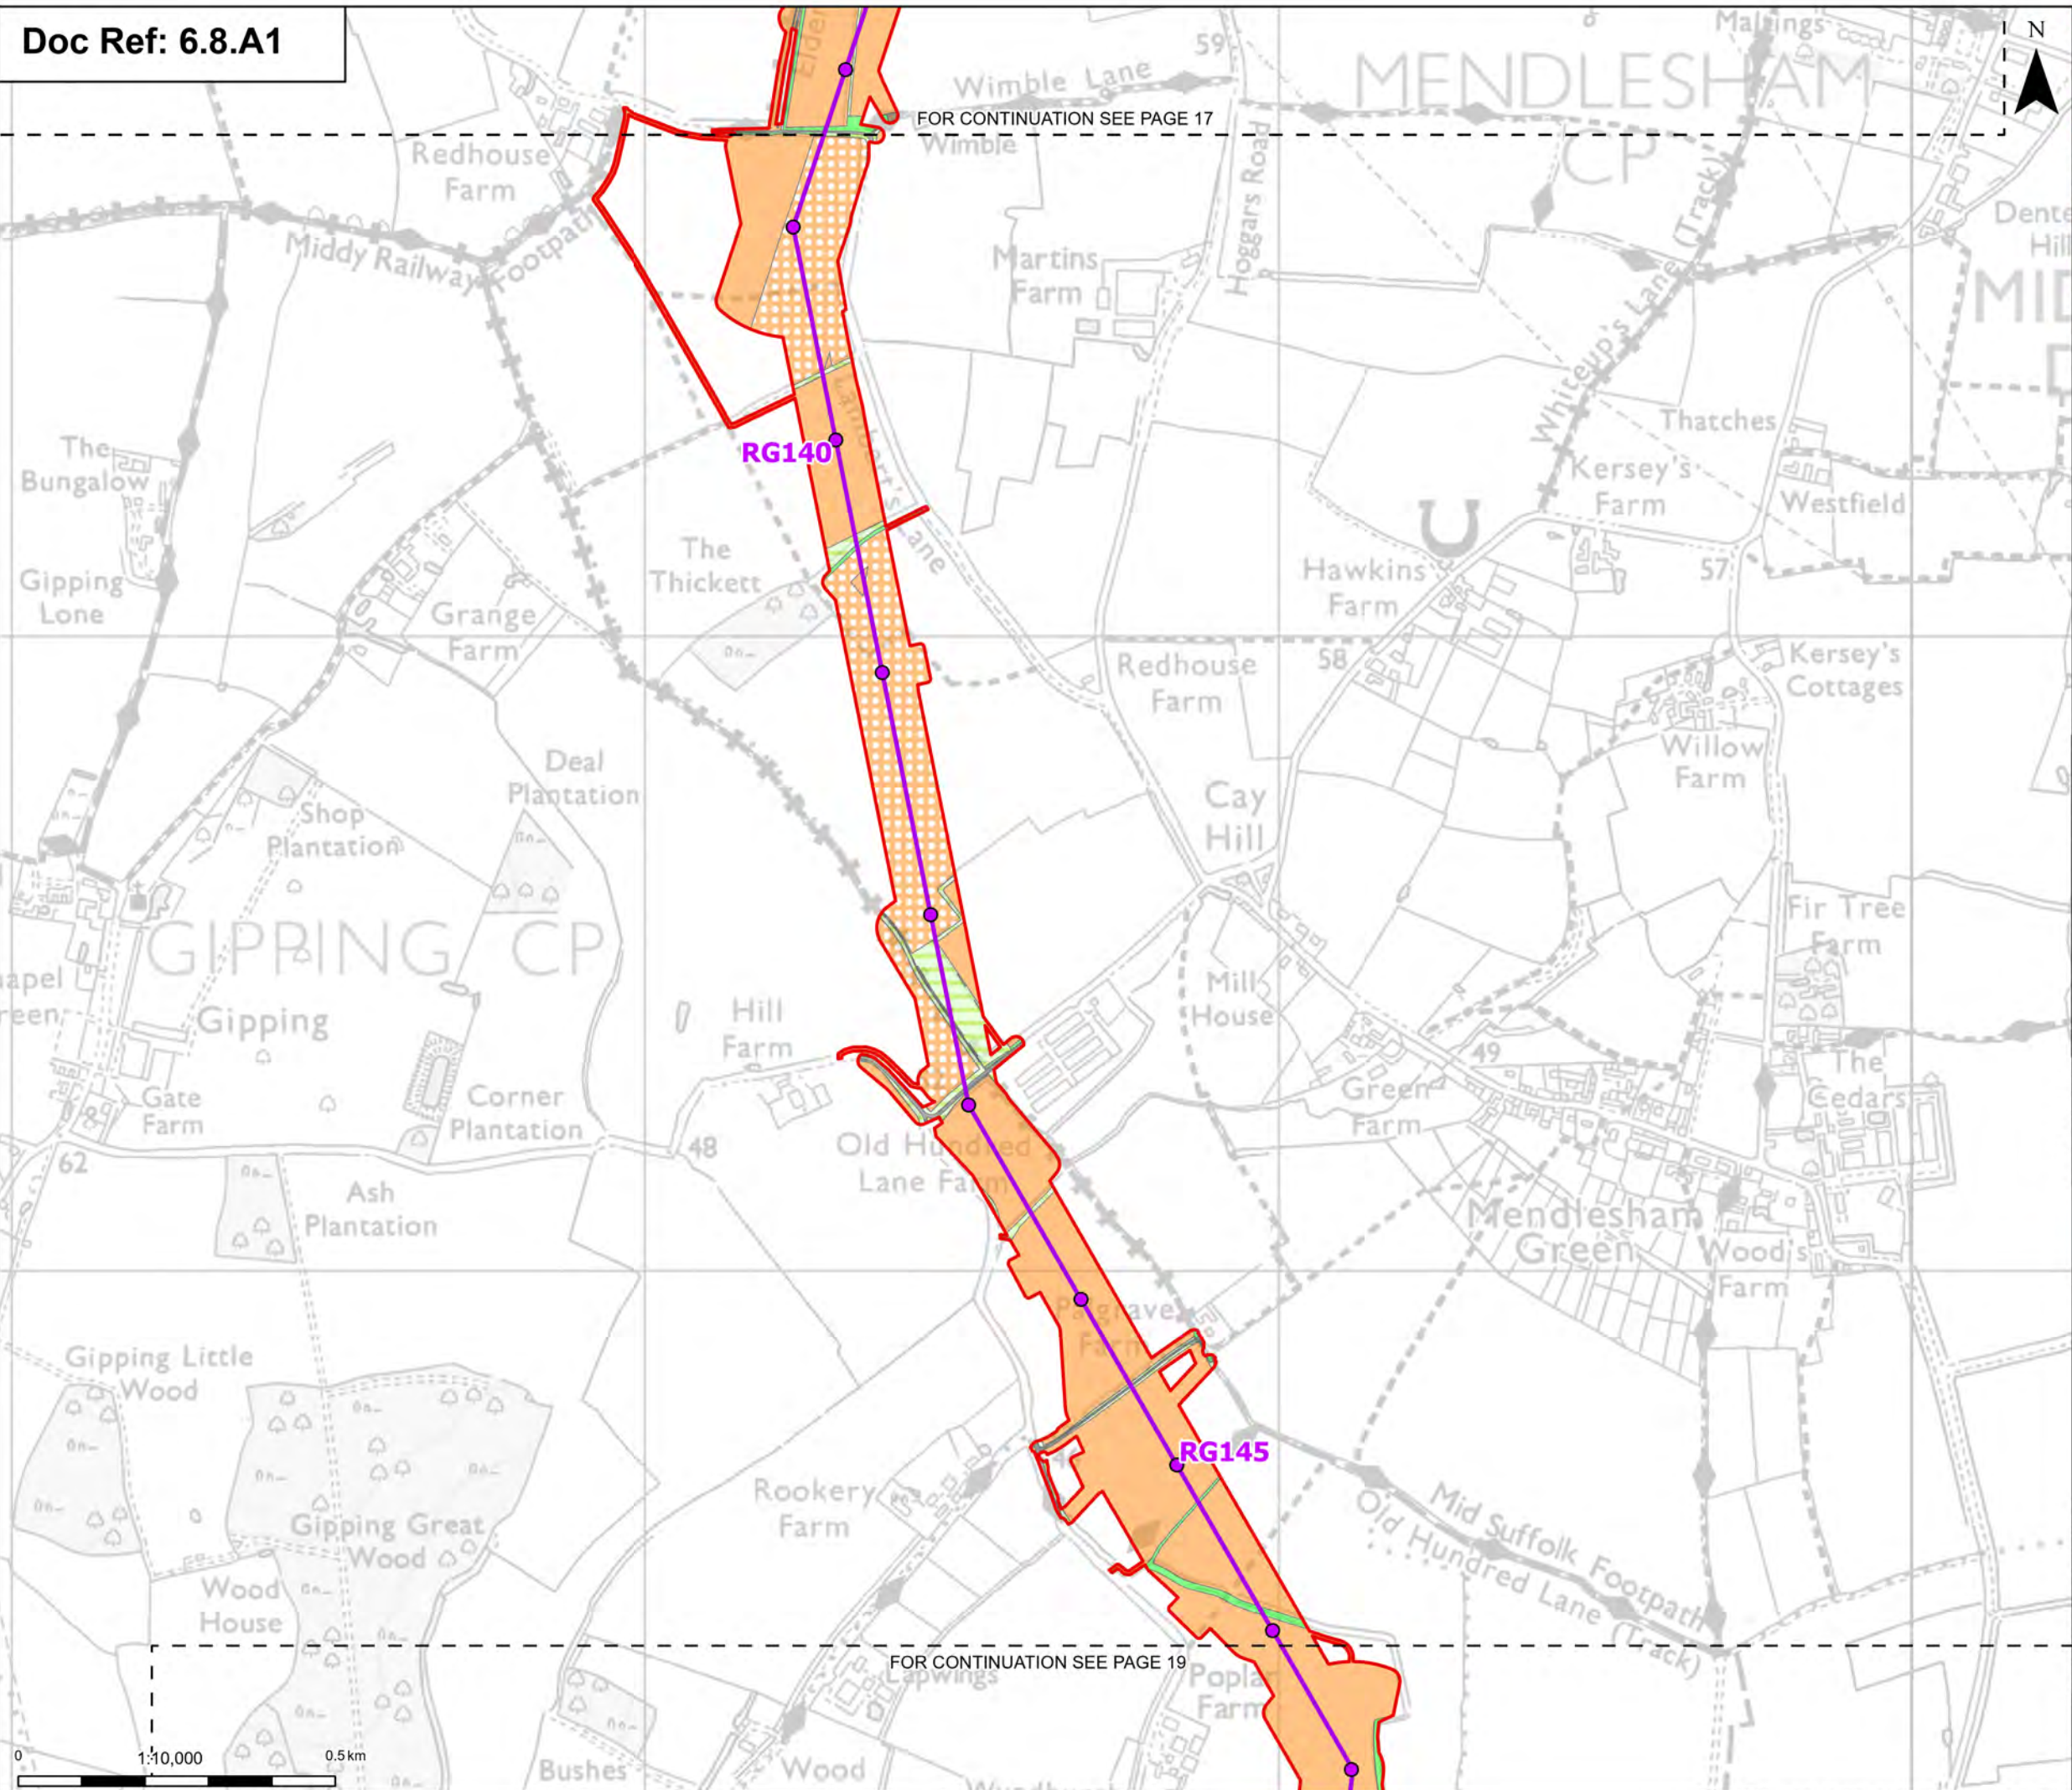 Doc Ref: 6.8.A1
N
59
Wimble Lane
MENDLESHAM
CP
FOR CONTINUATION SEE PAGE 17
Wimble
Redhouse
Farm
Middy Railway Footpath
Martins
Farm
Hoggars Road
Whiteup's Lane (Track)
Thatches
The
Bungalow
RG140
Lambert's Lane
Kersey's
Farm
Westfield
The
Thickett
Hawkins
Farm
57
Gipping
Lone
Grange
Farm
Redhouse
Farm
58
Kersey's
Cottages
Willow
Farm
Deal
Plantation
Shop
Plantation
Cay
Hill
Fir Tree
Farm
GIPPING CP
Gipping
Mill
House
Hill
Farm
49
The
Cedars
Green
Farm
Gate
Farm
Corner
Plantation
Old Hundred
Lane Farm
48
62
Ash
Plantation
Mendlesham
Green
Wood's
Farm
Palgrave
Farm
Gipping Little
Wood
RG145
Rookery
Farm
Gipping Great
Wood
Mid Suffolk Footpath
Old Hundred Lane (Track)
Wood
House
FOR CONTINUATION SEE PAGE 19
Lapwings
Poplar
Farm
0
1:10,000
0.5 km
Bushes
Wood